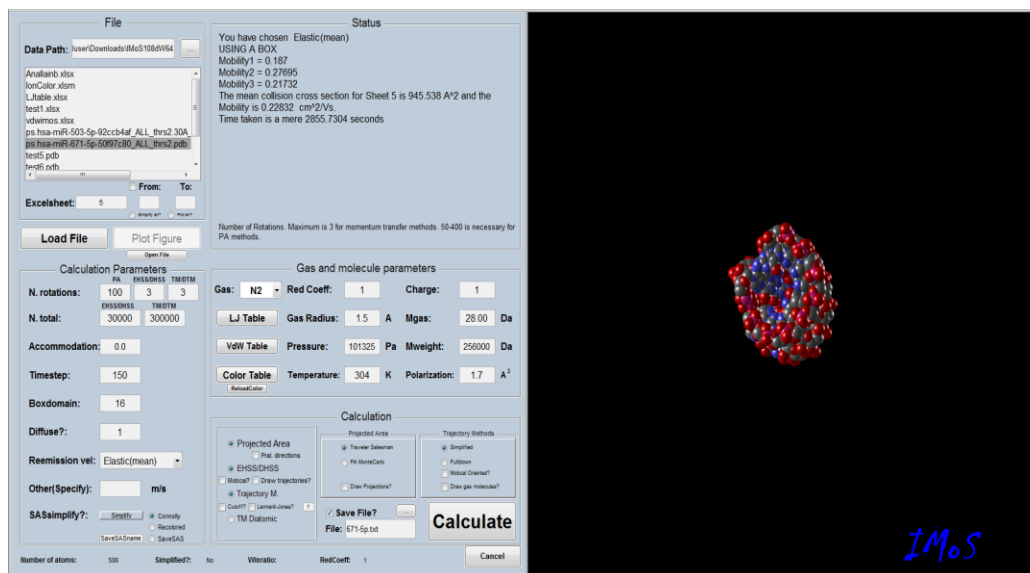 File
Data Path: luser\Downloads\IMoS108dW64 ...
Anallainb.xlsx
IonColor.xlsm
LJtable.xlsx
test1.xlsx
vdwimos.xlsx
ps.hsa-miR-503-5p-92ccb4af_ALL_thrs2.30A_
ps.hsa-miR-671-5p-50f97c80_ALL_thrs2.pdb
test5.pdb
test6.pdb
From: To:
Excelsheet: 5
Load File Plot Figure
Open File
Status
You have chosen Elastic(mean)
USING A BOX
Mobility1 = 0.187
Mobility2 = 0.27695
Mobility3 = 0.21732
The mean collision cross section for Sheet 5 is 945.538 A^2 and the
Mobility is 0.22832 cm^2/Vs.
Time taken is a mere 2855.7304 seconds
Number of Rotations. Maximum is 3 for momentum transfer methods. 50-400 is necessary for
PA methods.
Calculation Parameters
PA EHSS/DHSS TM/DTM
N. rotations: 100 3 3
EHSS/DHSS TM/DTM
N. total: 30000 300000
Accommodation: 0.0
Timestep: 150
Boxdomain: 16
Diffuse?: 1
Reemission vel: Elastic(mean)
Other(Specify): m/s
SASsimplify?: Simplify Connolly
Recolored
SaveSASname SaveSAS
Gas and molecule parameters
Gas: N2 Red Coeff: 1 Charge: 1
LJ Table Gas Radius: 1.5 A Mgas: 28.00 Da
VdW Table Pressure: 101325 Pa Mweight: 256000 Da
Color Table Temperature: 304 K Polarization: 1.7 A^3
ReloadColor
Calculation
Projected Area
Pral. directions
EHSS/DHSS
Mobcal? Draw trajectories?
Trajectory M.
Cutoff? Lennard-Jones? 1
TM Diatomic
Projected Area
Traveler Salesman
PA MonteCarlo
Draw Projections?
Trajectory Methods
Simplified
Fullblown
Mobcal Oriented?
Draw gas molecules?
Save File? ...
File: 671-5p.txt
Calculate
Cancel
Number of atoms: 506 Simplified?: No Winratio: RedCoeff: 1
IMoS